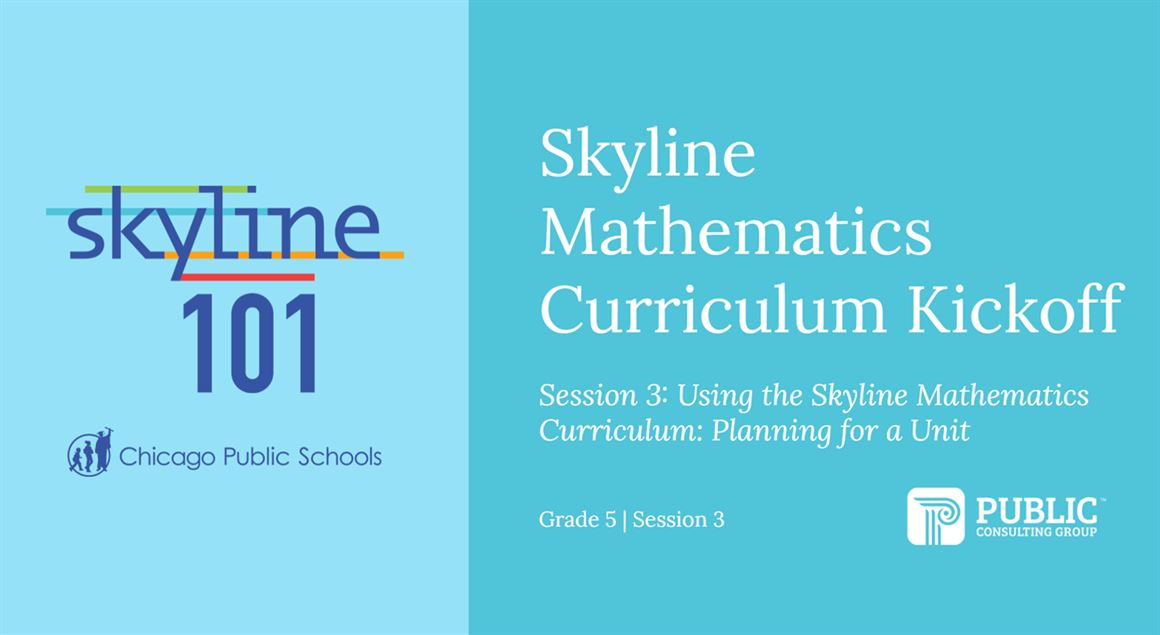 skyline
101
Chicago Public Schools
Skyline
Mathematics
Curriculum Kickoff
Session 3: Using the Skyline Mathematics
Curriculum: Planning for a Unit
Grade 5 | Session 3
PUBLIC™
CONSULTING GROUP